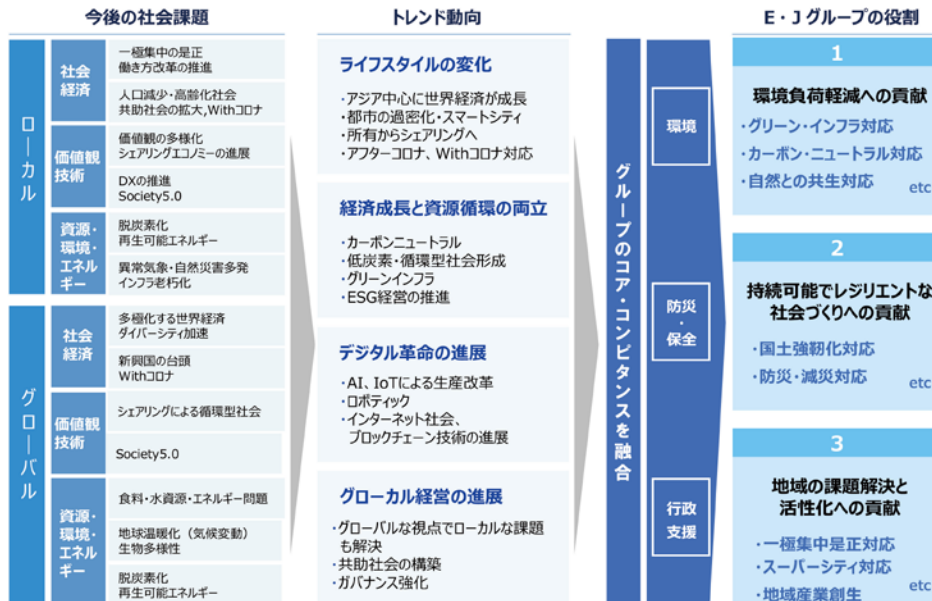 今後の社会課題
ローカル
社会
経済
一極集中の是正
働き方改革の推進
人口減少・高齢化社会
共助社会の拡大,Withコロナ
価値観
技術
価値観の多様化
シェアリングエコノミーの進展
DXの推進
Society5.0
資源・
環境・
エネル
ギー
脱炭素化
再生可能エネルギー
異常気象・自然災害多発
インフラ老朽化
グローバル
社会
経済
多極化する世界経済
ダイバーシティ加速
新興国の台頭
Withコロナ
価値観
技術
シェアリングによる循環型社会
Society5.0
資源・
環境・
エネル
ギー
食料・水資源・エネルギー問題
地球温暖化（気候変動）
生物多様性
脱炭素化
再生可能エネルギー
トレンド動向
ライフスタイルの変化
・アジア中心に世界経済が成長
・都市の過密化・スマートシティ
・所有からシェアリングへ
・アフターコロナ、Withコロナ対応
経済成長と資源循環の両立
・カーボンニュートラル
・低炭素・循環型社会形成
・グリーンインフラ
・ESG経営の推進
デジタル革命の進展
・AI、IoTによる生産改革
・ロボティック
・インターネット社会、
ブロックチェーン技術の進展
グローカル経営の進展
・グローバルな視点でローカルな課題
も解決
・共助社会の構築
・ガバナンス強化
グループのコア・コンピタンスを融合
環境
防災
・
保全
行政
支援
E・Jグループの役割
1
環境負荷軽減への貢献
・グリーン・インフラ対応
・カーボン・ニュートラル対応
・自然との共生対応
etc
2
持続可能でレジリエントな
社会づくりへの貢献
・国土強靭化対応
・防災・減災対応
etc
3
地域の課題解決と
活性化への貢献
・一極集中是正対応
・スーパーシティ対応
・地域産業創生
etc